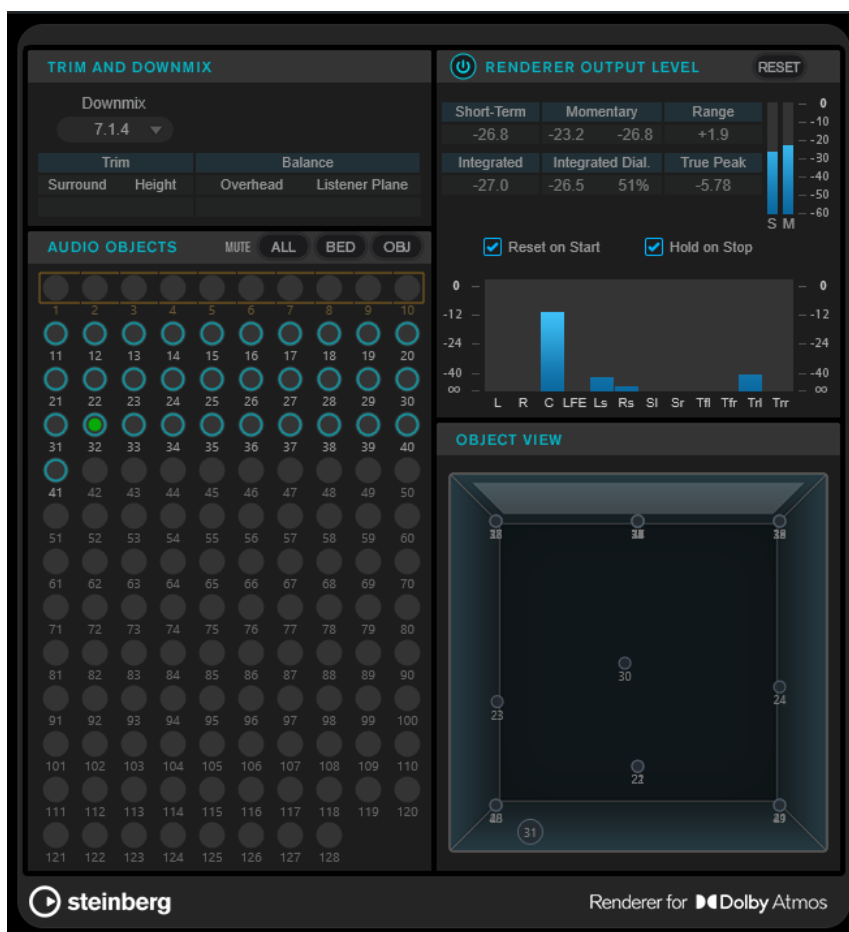 TRIM AND DOWNMIX
Downmix
7.1.4
Trim Balance
Surround Height Overhead Listener Plane
RENDERER OUTPUT LEVEL RESET
Short-Term Momentary Range
-26.8 -23.2 -26.8 +1.9
Integrated Integrated Dial. True Peak
-27.0 -26.5 51% -5.78
0
-10
-20
-30
-40
-50
-60
S M
Reset on Start Hold on Stop
0 0
-12 -12
-24 -24
-40 -40
∞ ∞
L R C LFE Ls Rs Sl Sr Tfl Tfr Trl Trr
AUDIO OBJECTS MUTE ALL BED OBJ
1 2 3 4 5 6 7 8 9 10
11 12 13 14 15 16 17 18 19 20
21 22 23 24 25 26 27 28 29 30
31 32 33 34 35 36 37 38 39 40
41 42 43 44 45 46 47 48 49 50
51 52 53 54 55 56 57 58 59 60
61 62 63 64 65 66 67 68 69 70
71 72 73 74 75 76 77 78 79 80
81 82 83 84 85 86 87 88 89 90
91 92 93 94 95 96 97 98 99 100
101 102 103 104 105 106 107 108 109 110
111 112 113 114 115 116 117 118 119 120
121 122 123 124 125 126 127 128
OBJECT VIEW
30
24
23
31
steinberg
Renderer for Dolby Atmos